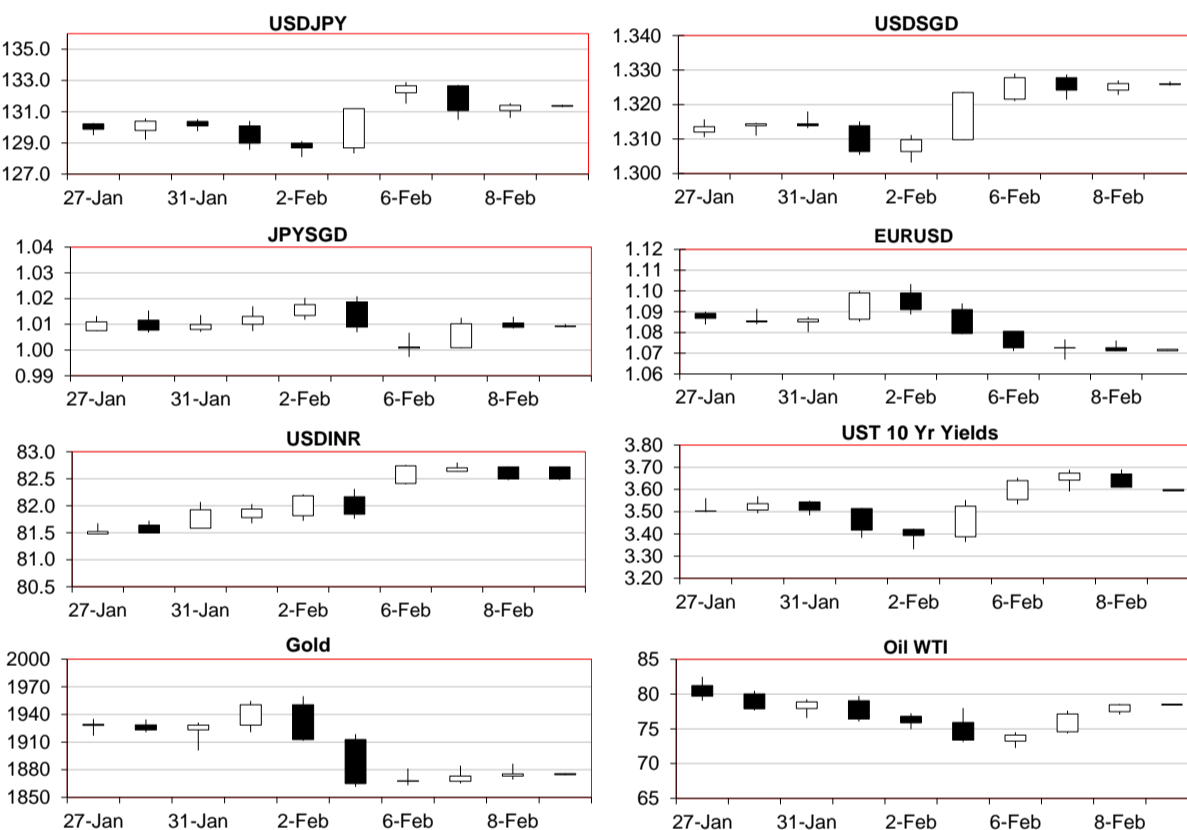 USDJPY
135.0
133.0
131.0
129.0
127.0
27-Jan 31-Jan 2-Feb 6-Feb 8-Feb
USDSGD
1.340
1.330
1.320
1.310
1.300
27-Jan 31-Jan 2-Feb 6-Feb 8-Feb
JPYSGD
1.04
1.03
1.02
1.01
1.00
0.99
27-Jan 31-Jan 2-Feb 6-Feb 8-Feb
EURUSD
1.12
1.11
1.10
1.09
1.08
1.07
1.06
27-Jan 31-Jan 2-Feb 6-Feb 8-Feb
USDINR
83.0
82.5
82.0
81.5
81.0
80.5
27-Jan 31-Jan 2-Feb 6-Feb 8-Feb
UST 10 Yr Yields
3.80
3.70
3.60
3.50
3.40
3.30
3.20
27-Jan 31-Jan 2-Feb 6-Feb 8-Feb
Gold
2000
1970
1940
1910
1880
1850
27-Jan 31-Jan 2-Feb 6-Feb 8-Feb
Oil WTI
85
80
75
70
65
27-Jan 31-Jan 2-Feb 6-Feb 8-Feb